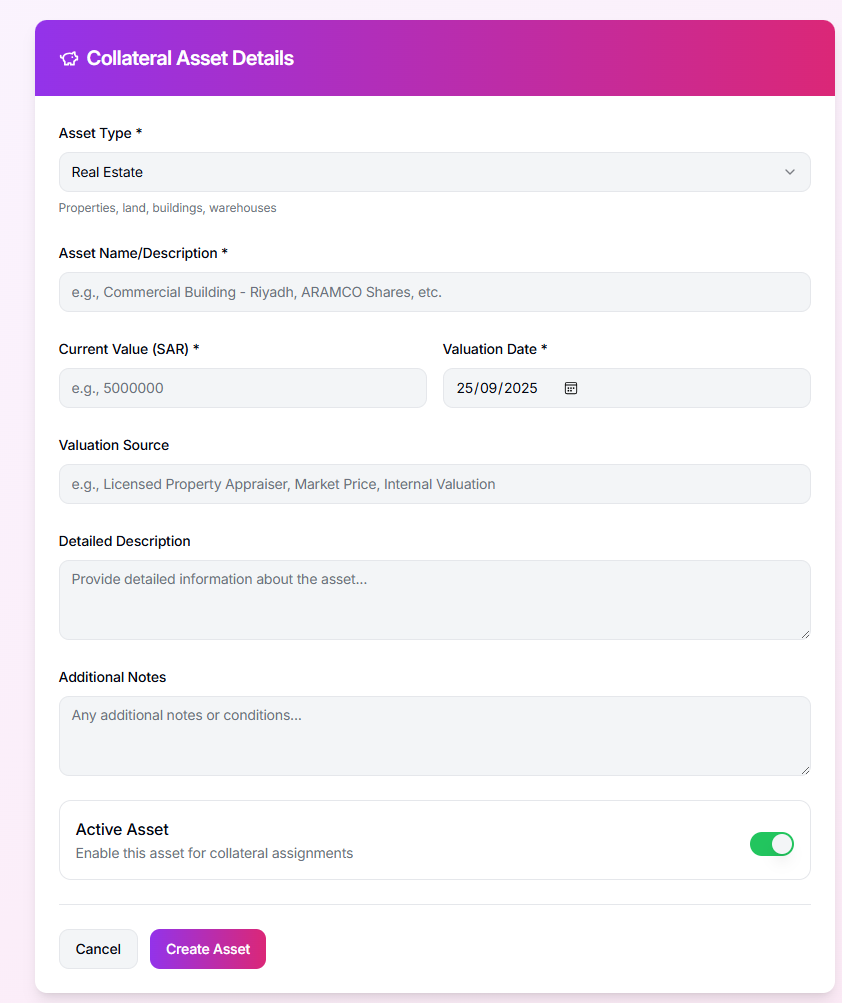 Collateral Asset Details
Asset Type *
Real Estate
Properties, land, buildings, warehouses
Asset Name/Description *
e.g., Commercial Building - Riyadh, ARAMCO Shares, etc.
Current Value (SAR) *
e.g., 5000000
Valuation Date *
25/09/2025
Valuation Source
e.g., Licensed Property Appraiser, Market Price, Internal Valuation
Detailed Description
Provide detailed information about the asset...
Additional Notes
Any additional notes or conditions...
Active Asset
Enable this asset for collateral assignments
Cancel
Create Asset